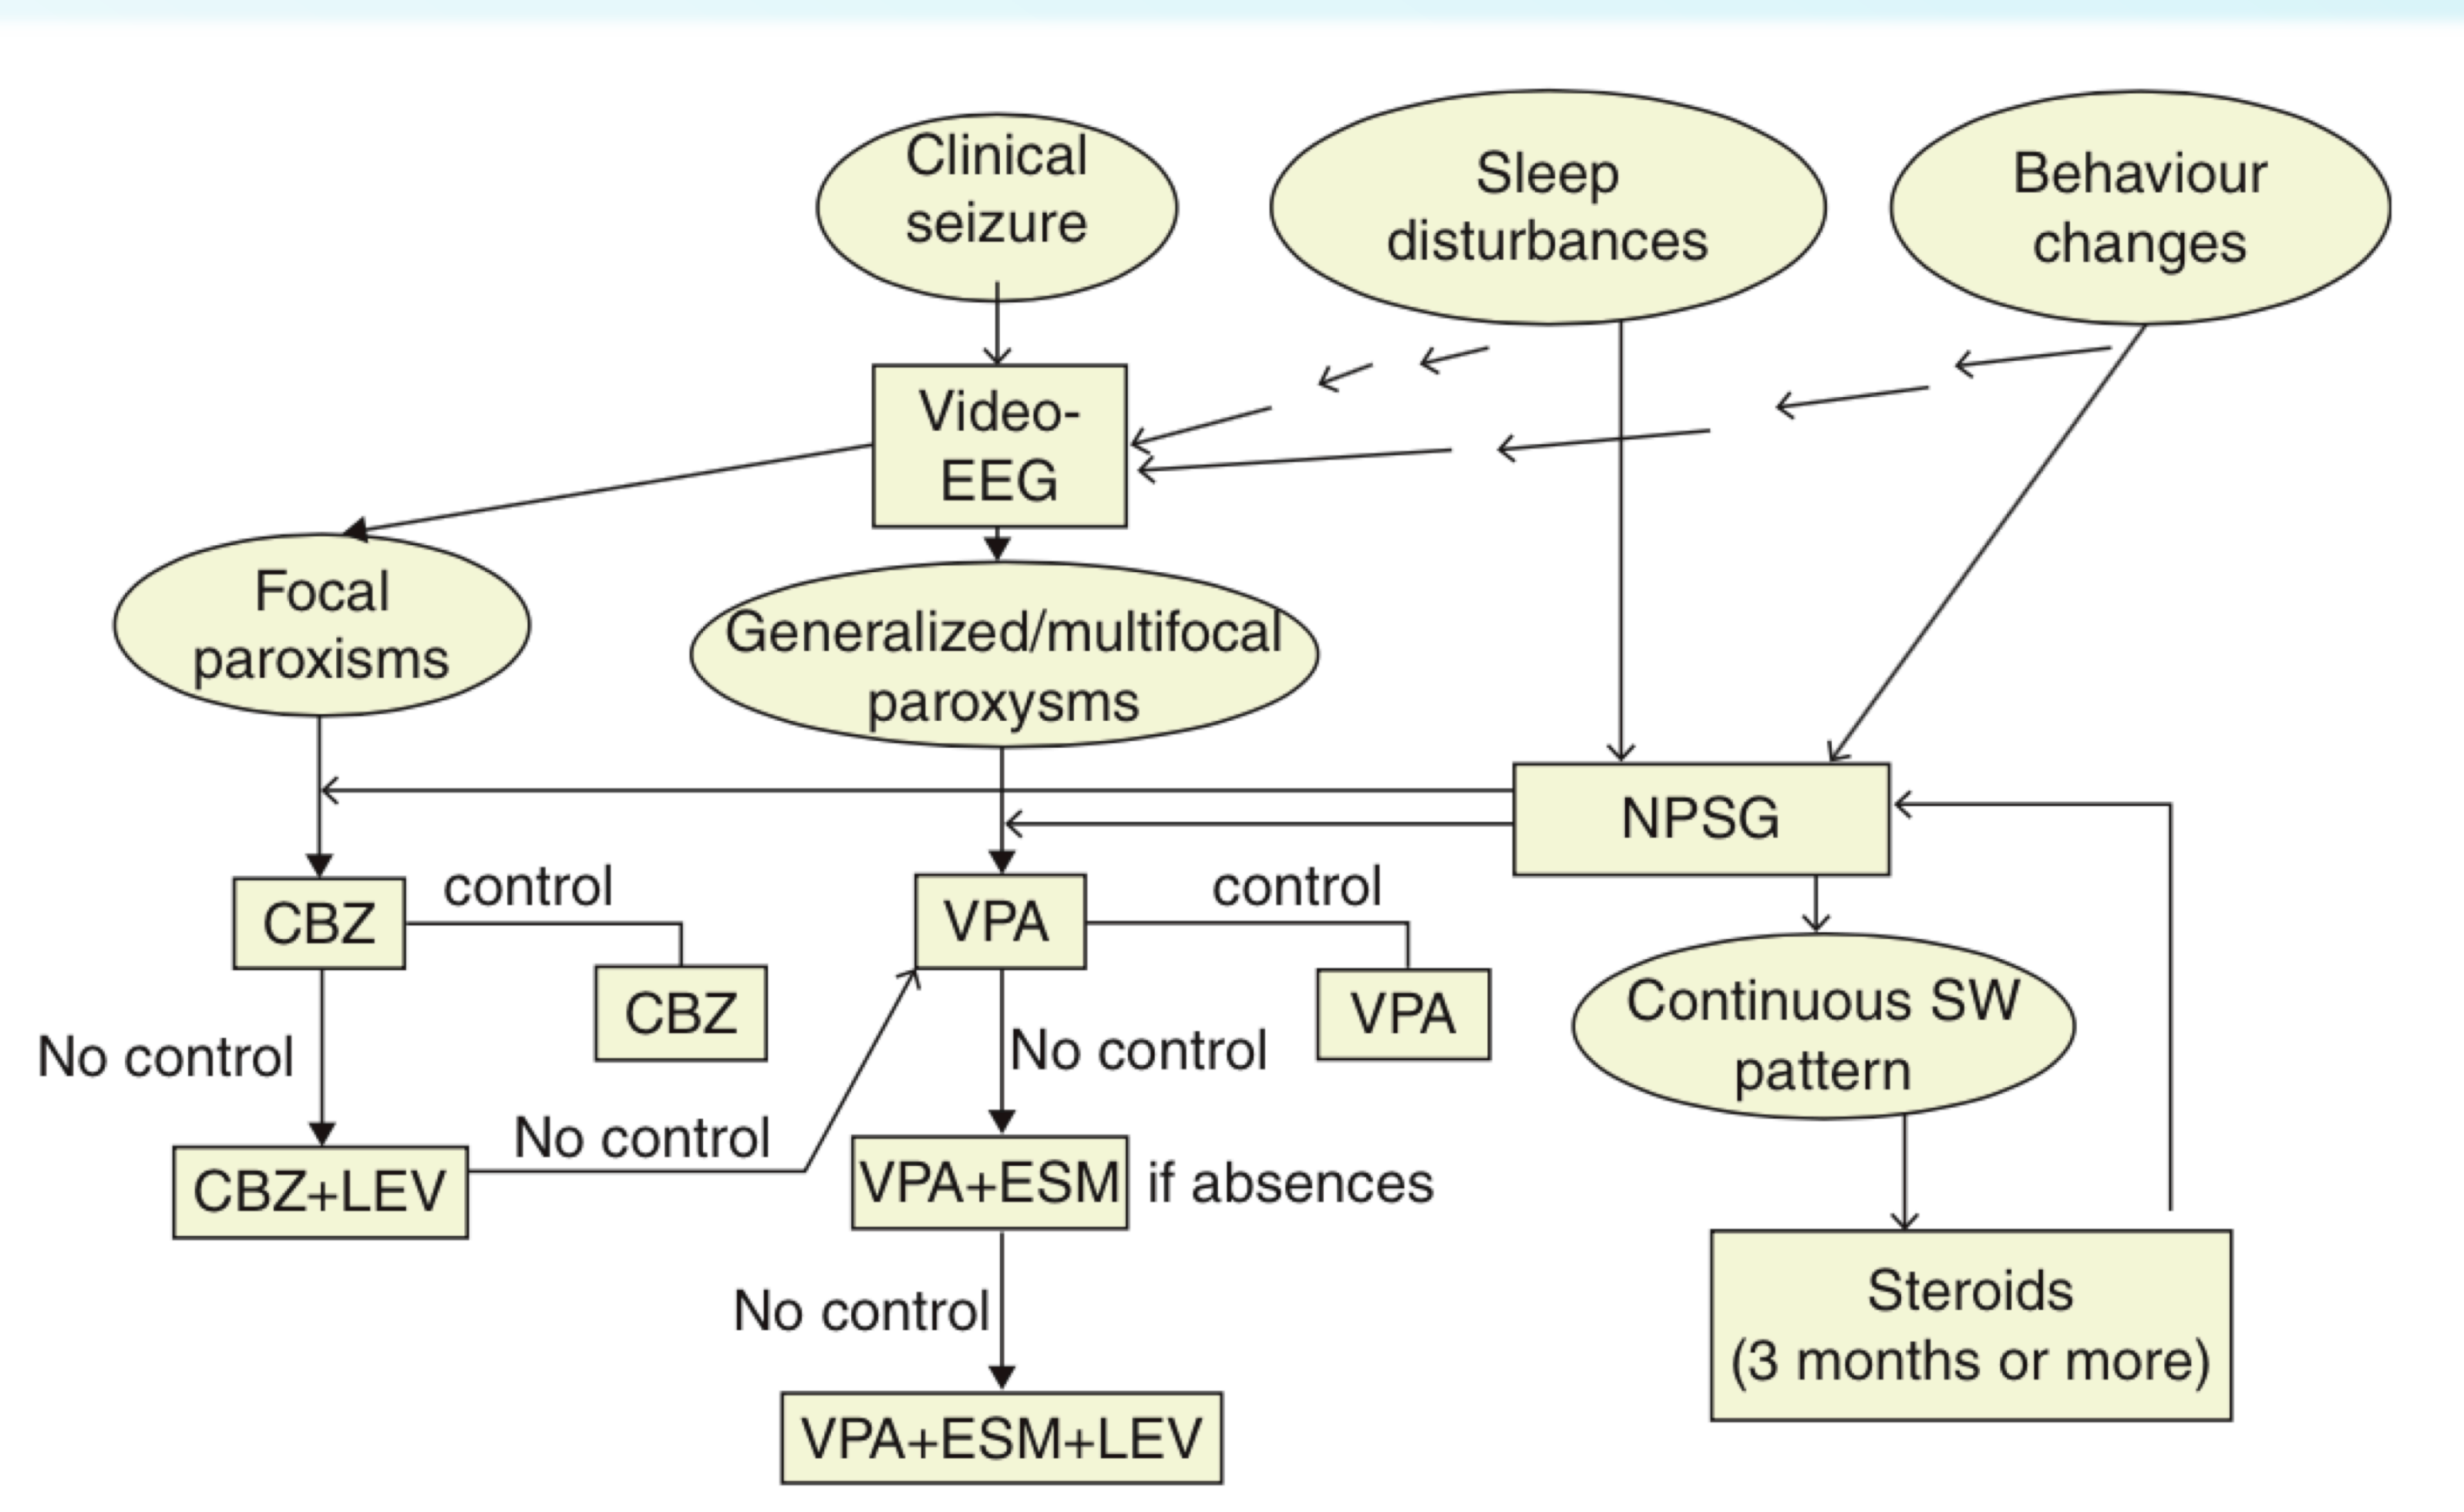 Clinical
seizure
Sleep
disturbances
Behaviour
changes
Video-
EEG
Focal
paroxisms
Generalized/multifocal
paroxysms
NPSG
CBZ
control
CBZ
VPA
control
VPA
Continuous SW
pattern
No control
No control
CBZ+LEV
No control
VPA+ESM
if absences
Steroids
(3 months or more)
No control
VPA+ESM+LEV